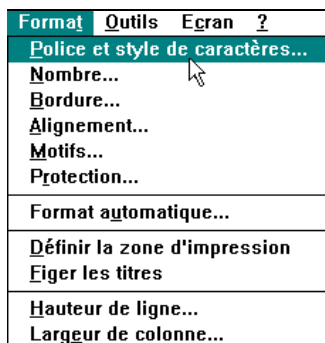 Format Outils Ecran ?
Police et style de caractères...
Nombre...
Bordure...
Alignement...
Motifs...
Protection...
Format automatique...
Définir la zone d'impression
Figer les titres
Hauteur de ligne...
Largeur de colonne...